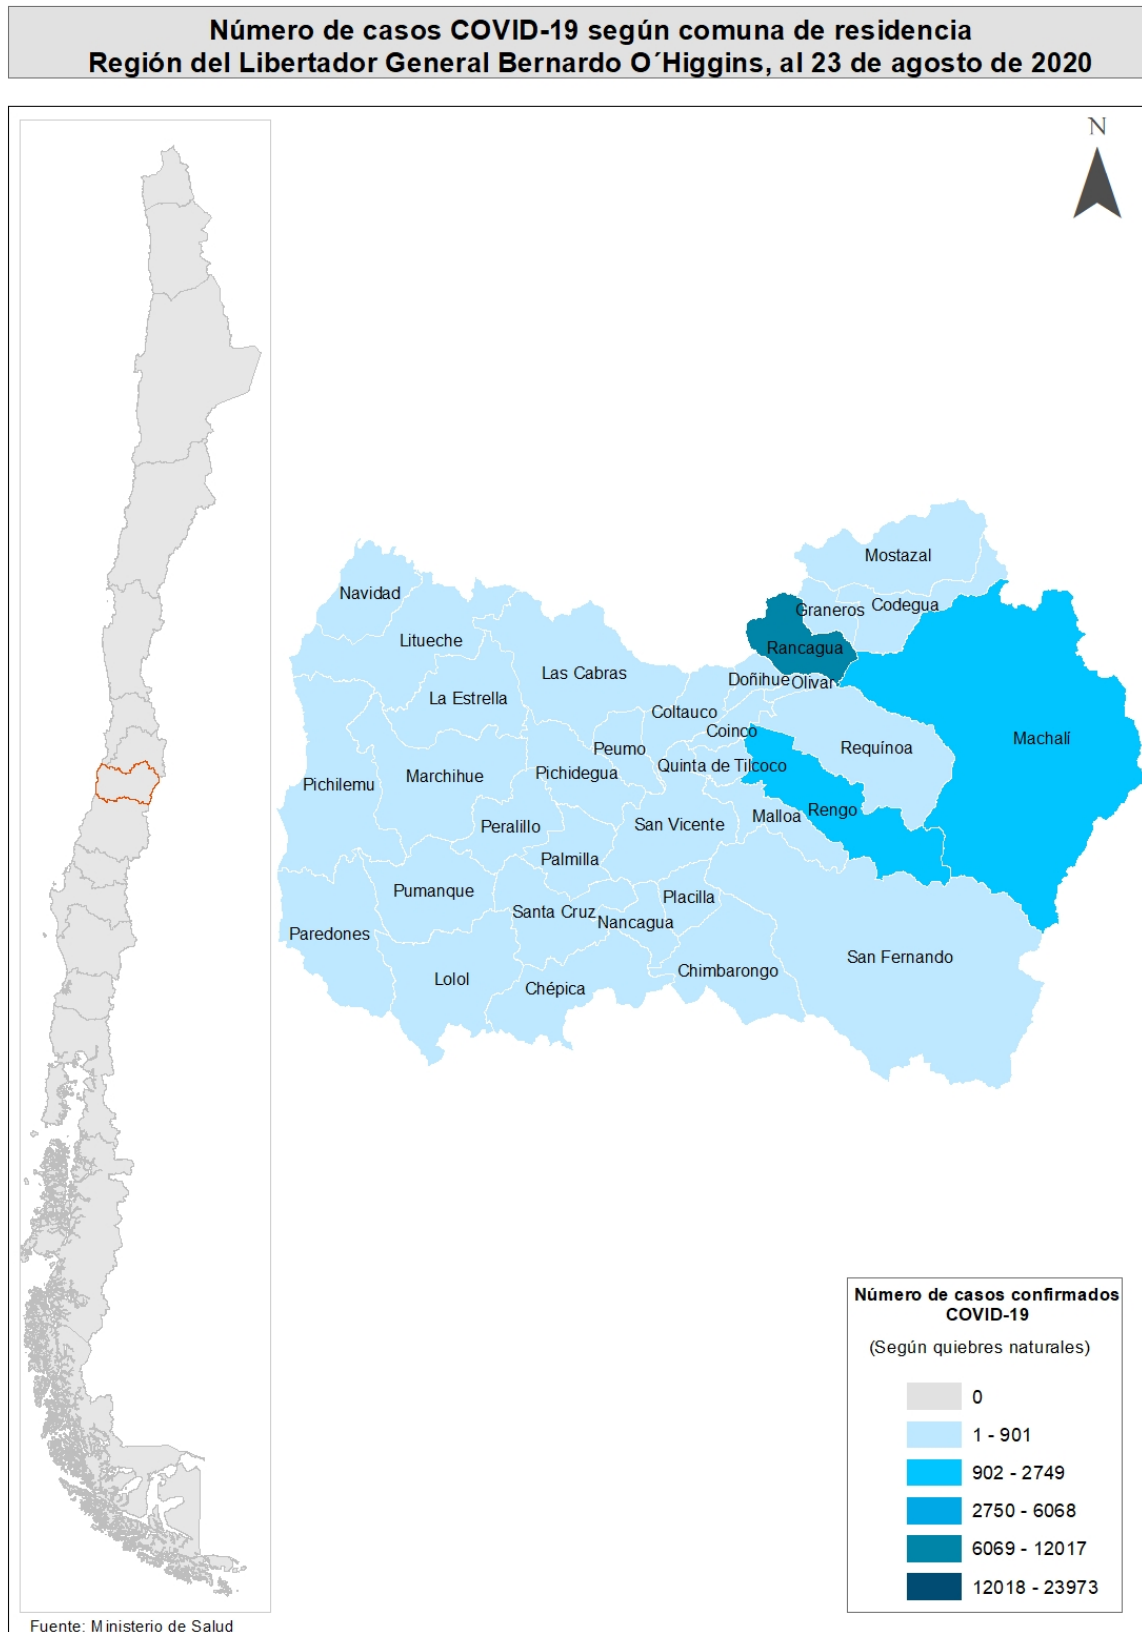 Número de casos COVID-19 según comuna de residencia
Región del Libertador General Bernardo O´Higgins, al 23 de agosto de 2020
N
Mostazal
Navidad
Graneros
Codegua
Litueche
Rancagua
Las Cabras
Doñihue
Olivar
La Estrella
Coltauco
Coinco
Machalí
Peumo
Requínoa
Quinta de Tilcoco
Pichidegua
Marchihue
Pichilemu
Rengo
Malloa
San Vicente
Peralillo
Palmilla
Pumanque
Placilla
Santa Cruz
Nancagua
Paredones
San Fernando
Chimbarongo
Lolol
Chépica
Número de casos confirmados
COVID-19
(Según quiebres naturales)
0
1 - 901
902 - 2749
2750 - 6068
6069 - 12017
12018 - 23973
Fuente: Ministerio de Salud